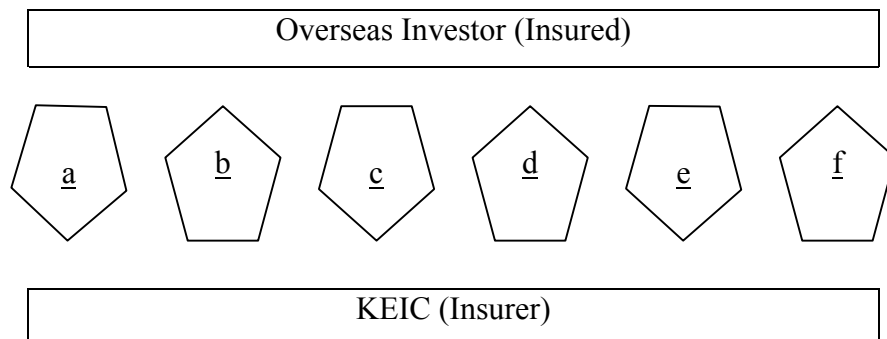 Overseas Investor (Insured)
a b c d e f
KEIC (Insurer)